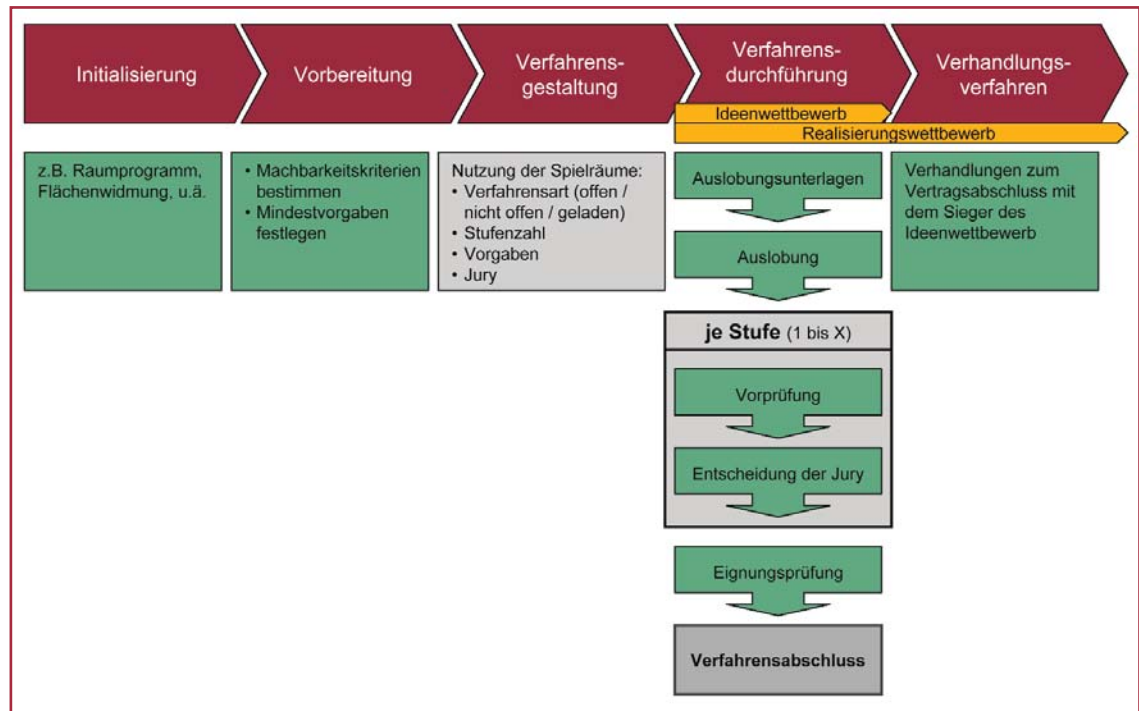 Initialisierung
Vorbereitung
Verfahrens-
gestaltung
Verfahrens-
durchführung
Verhandlungs-
verfahren
Ideenwettbewerb
Realisierungswettbewerb
z.B. Raumprogramm,
Flächenwidmung, u.ä.
• Machbarkeitskriterien
bestimmen
• Mindestvorgaben
festlegen
Nutzung der Spielräume:
• Verfahrensart (offen /
nicht offen / geladen)
• Stufenzahl
• Vorgaben
• Jury
Auslobungsunterlagen
Auslobung
je Stufe (1 bis X)
Vorprüfung
Entscheidung der Jury
Eignungsprüfung
Verfahrensabschluss
Verhandlungen zum
Vertragsabschluss mit
dem Sieger des
Ideenwettbewerb